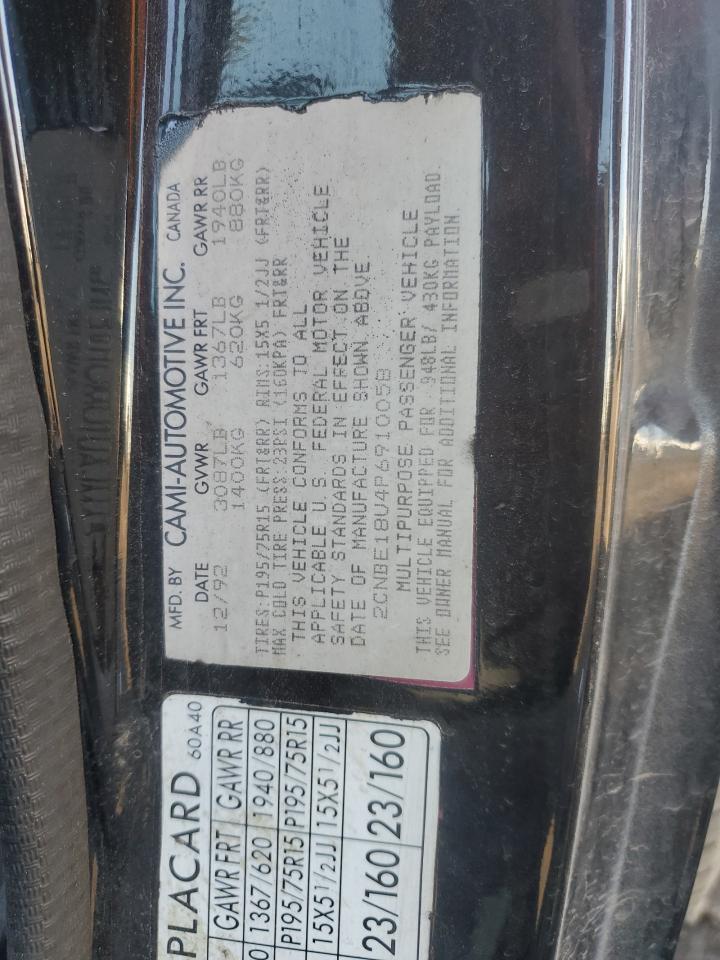 MFD. BY CAMI-AUTOMOTIVE INC. CANADA
DATE GVWR GAWR FRT GAWR RR
12/92 3087LB 1367LB 1940LB
1400KG 620KG 880KG
TIRES:P195/75R15 (FRT&RR) RIMS:15X5 1/2JJ (FRT&RR)
MAX COLD TIRE PRESS:23PSI (160KPA) FRT&RR
THIS VEHICLE CONFORMS TO ALL
APPLICABLE U.S. FEDERAL MOTOR VEHICLE
SAFETY STANDARDS IN EFFECT ON THE
DATE OF MANUFACTURE SHOWN ABOVE
2CNBE18U4P6910058
MULTIPURPOSE PASSENGER VEHICLE
THIS VEHICLE EQUIPPED FOR 948LB/ 430KG PAYLOAD.
SEE OWNER MANUAL FOR ADDITIONAL INFORMATION.
PLACARD 60A40
GAWR FRT GAWR RR
0 1367/620 1940/880
P195/75R15 P195/75R15
15X5 1/2JJ 15X5 1/2JJ
23/160 23/160